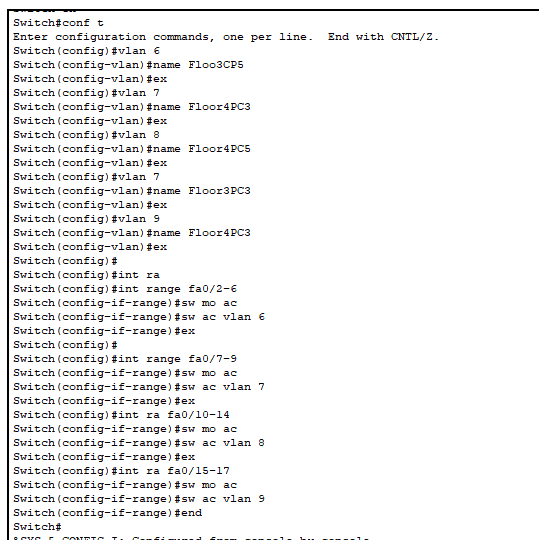 Switch#conf t
Enter configuration commands, one per line.  End with CNTL/Z.
Switch(config)#vlan 6
Switch(config-vlan)#name Floo3CP5
Switch(config-vlan)#ex
Switch(config)#vlan 7
Switch(config-vlan)#name Floor4PC3
Switch(config-vlan)#ex
Switch(config)#vlan 8
Switch(config-vlan)#name Floor4PC5
Switch(config-vlan)#ex
Switch(config)#vlan 7
Switch(config-vlan)#name Floor3PC3
Switch(config-vlan)#ex
Switch(config)#vlan 9
Switch(config-vlan)#name Floor4PC3
Switch(config-vlan)#ex
Switch(config)#
Switch(config)#int ra
Switch(config)#int range fa0/2-6
Switch(config-if-range)#sw mo ac
Switch(config-if-range)#sw ac vlan 6
Switch(config-if-range)#ex
Switch(config)#
Switch(config)#int range fa0/7-9
Switch(config-if-range)#sw mo ac
Switch(config-if-range)#sw ac vlan 7
Switch(config-if-range)#ex
Switch(config)#int ra fa0/10-14
Switch(config-if-range)#sw mo ac
Switch(config-if-range)#sw ac vlan 8
Switch(config-if-range)#ex
Switch(config)#int ra fa0/15-17
Switch(config-if-range)#sw mo ac
Switch(config-if-range)#sw ac vlan 9
Switch(config-if-range)#end
Switch#
%SYS-5-CONFIG_I: Configured from console by console